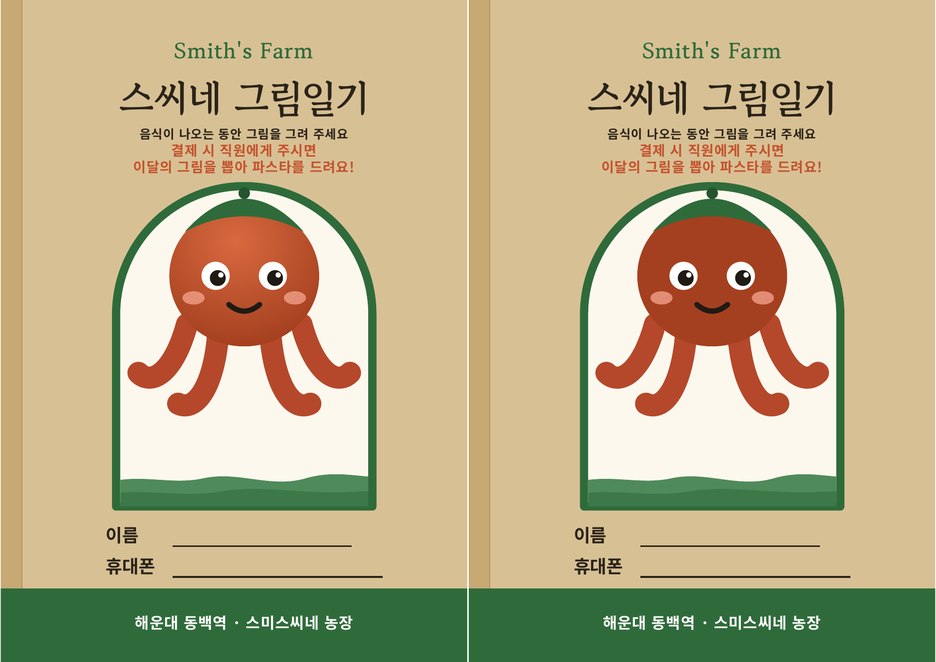 Smith's Farm
스씨네 그림일기
음식이 나오는 동안 그림을 그려 주세요
결제 시 직원에게 주시면
이달의 그림을 뽑아 파스타를 드려요!
이름
휴대폰
해운대 동백역 · 스미스씨네 농장
Smith's Farm
스씨네 그림일기
음식이 나오는 동안 그림을 그려 주세요
결제 시 직원에게 주시면
이달의 그림을 뽑아 파스타를 드려요!
이름
휴대폰
해운대 동백역 · 스미스씨네 농장